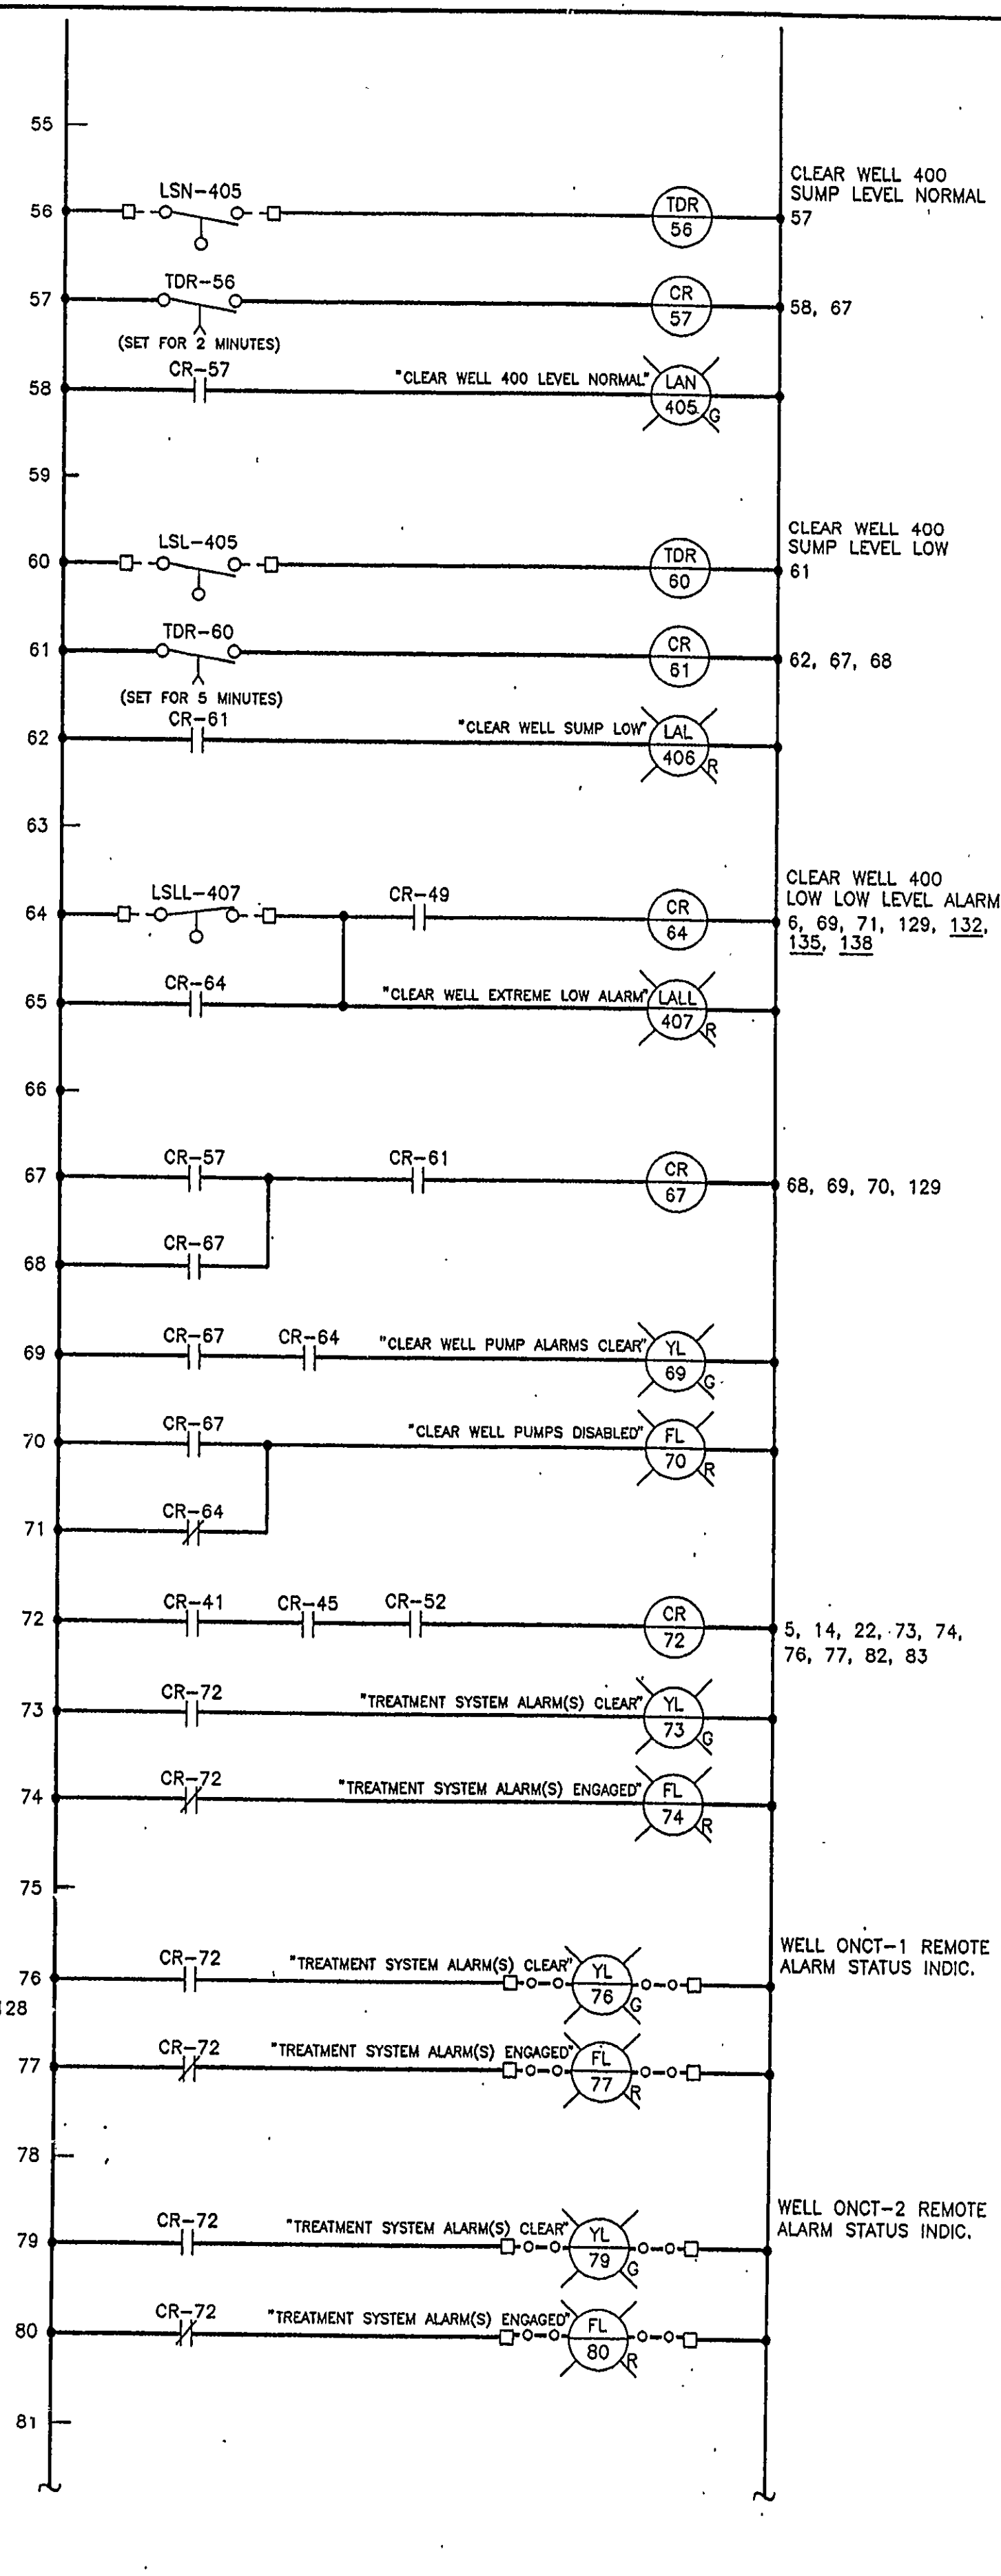 55
CLEAR WELL 400
SUMP LEVEL NORMAL
LSN-405
56
TDR
56
57
TDR-56
57
CR
57
58, 67
(SET FOR 2 MINUTES)
CR-57
"CLEAR WELL 400 LEVEL NORMAL"
58
LAN
405
G
59
CLEAR WELL 400
SUMP LEVEL LOW
LSL-405
60
TDR
60
61
TDR-60
61
CR
61
62, 67, 68
(SET FOR 5 MINUTES)
CR-61
"CLEAR WELL SUMP LOW"
62
LAL
406
R
63
CLEAR WELL 400
LOW LOW LEVEL ALARM
LSLL-407
CR-49
64
CR
64
6, 69, 71, 129, 132,
135, 138
CR-64
"CLEAR WELL EXTREME LOW ALARM"
65
LALL
407
R
66
CR-57
CR-61
67
CR
67
68, 69, 70, 129
CR-67
68
CR-67
CR-64
"CLEAR WELL PUMP ALARMS CLEAR"
69
YL
69
G
CR-67
"CLEAR WELL PUMPS DISABLED"
70
FL
70
R
CR-64
71
CR-41
CR-45
CR-52
72
CR
72
5, 14, 22, 73, 74,
76, 77, 82, 83
CR-72
"TREATMENT SYSTEM ALARM(S) CLEAR"
73
YL
73
G
CR-72
"TREATMENT SYSTEM ALARM(S) ENGAGED"
74
FL
74
R
75
WELL ONCT-1 REMOTE
ALARM STATUS INDIC.
CR-72
"TREATMENT SYSTEM ALARM(S) CLEAR"
76
YL
76
G
128
CR-72
"TREATMENT SYSTEM ALARM(S) ENGAGED"
77
FL
77
R
78
WELL ONCT-2 REMOTE
ALARM STATUS INDIC.
CR-72
"TREATMENT SYSTEM ALARM(S) CLEAR"
79
YL
79
G
CR-72
"TREATMENT SYSTEM ALARM(S) ENGAGED"
80
FL
80
R
81